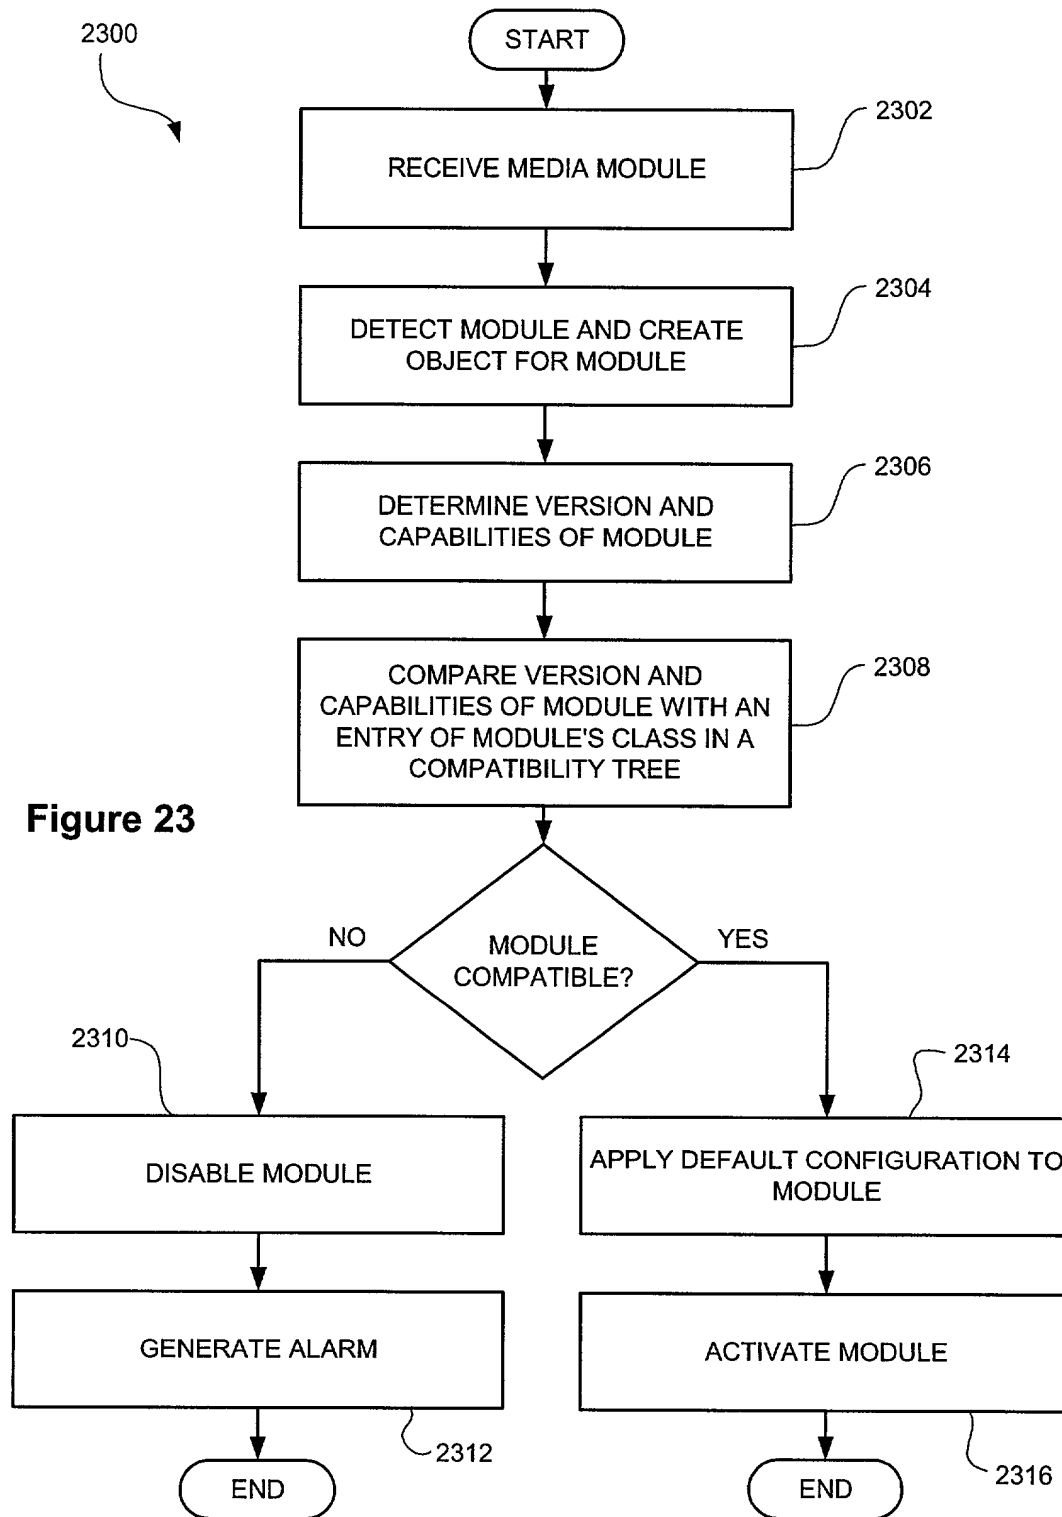 2300
START
2302
RECEIVE MEDIA MODULE
2304
DETECT MODULE AND CREATE
OBJECT FOR MODULE
2306
DETERMINE VERSION AND
CAPABILITIES OF MODULE
2308
COMPARE VERSION AND
CAPABILITIES OF MODULE WITH AN
ENTRY OF MODULE'S CLASS IN A
COMPATIBILITY TREE
Figure 23
NO
MODULE
COMPATIBLE?
YES
2310
2314
DISABLE MODULE
APPLY DEFAULT CONFIGURATION TO
MODULE
GENERATE ALARM
ACTIVATE MODULE
2312
2316
END
END